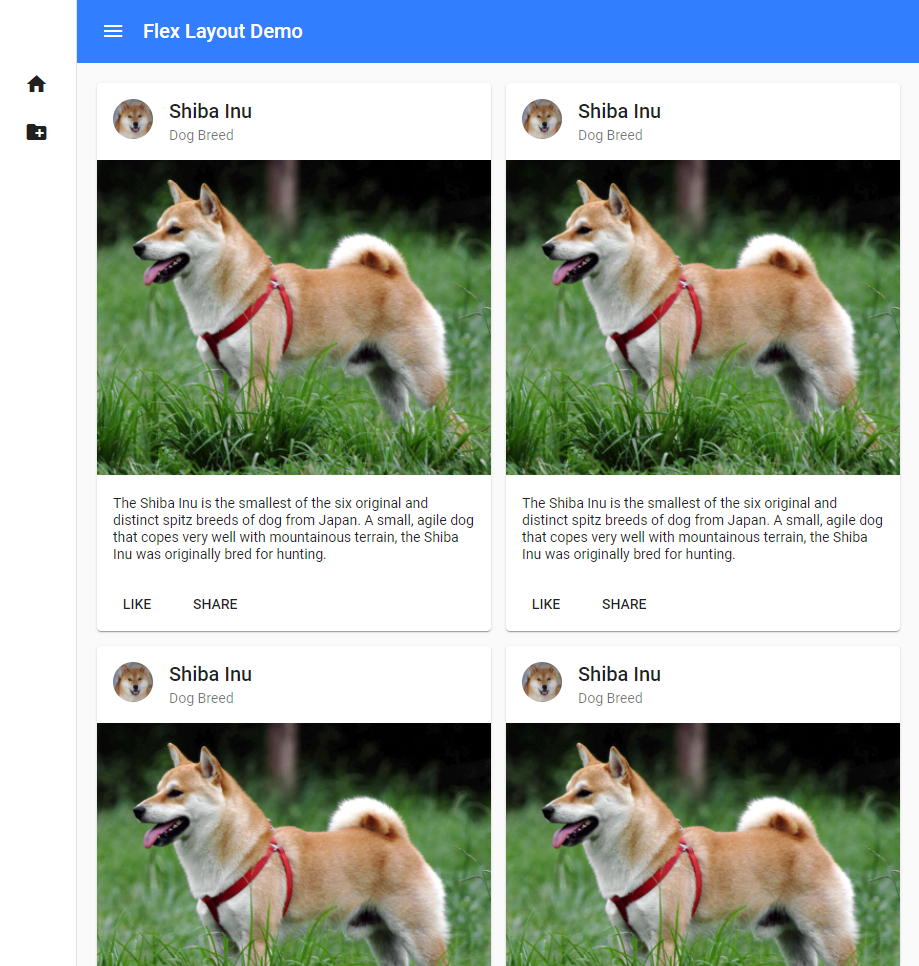 Flex Layout Demo
Shiba Inu
Dog Breed
The Shiba Inu is the smallest of the six original and
distinct spitz breeds of dog from Japan. A small, agile dog
that copes very well with mountainous terrain, the Shiba
Inu was originally bred for hunting.
LIKE SHARE
Shiba Inu
Dog Breed
The Shiba Inu is the smallest of the six original and
distinct spitz breeds of dog from Japan. A small, agile dog
that copes very well with mountainous terrain, the Shiba
Inu was originally bred for hunting.
LIKE SHARE
Shiba Inu
Dog Breed
Shiba Inu
Dog Breed